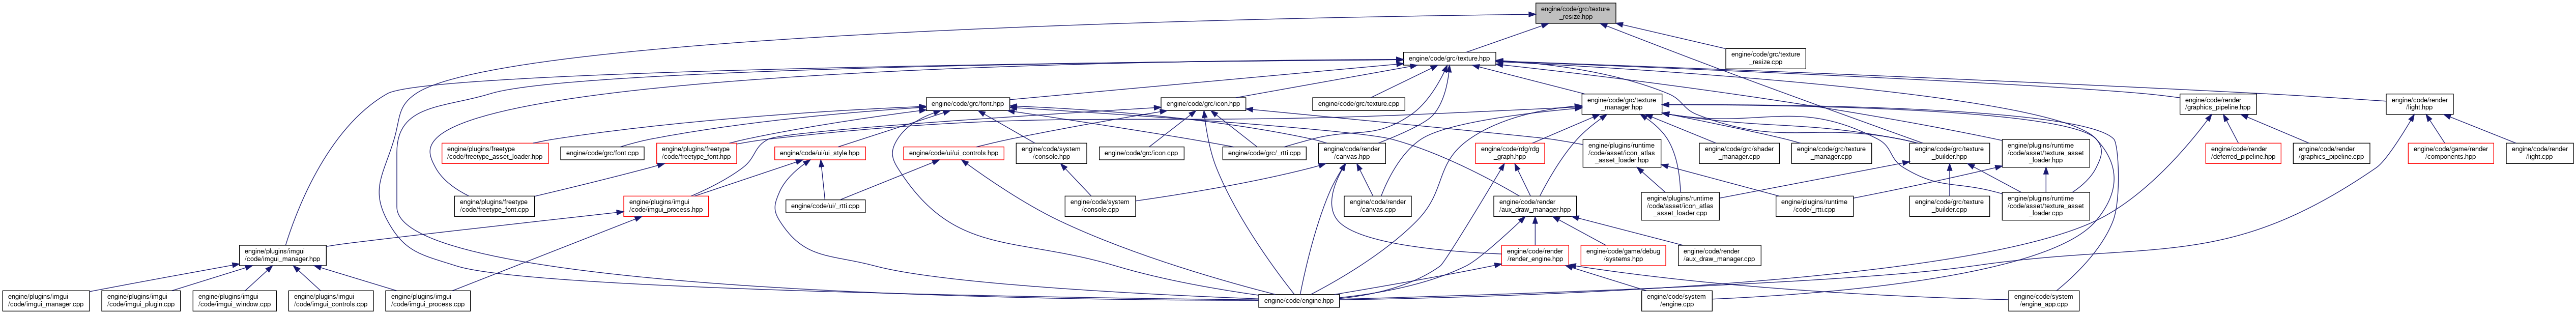 engine/code/grc/texture
_resize.hpp
engine/code/grc/texture.hpp
engine/code/grc/texture
_resize.cpp
engine/code/grc/font.hpp
engine/code/grc/icon.hpp
engine/code/grc/texture.cpp
engine/code/grc/texture
_manager.hpp
engine/code/render
/graphics_pipeline.hpp
engine/code/render
/light.hpp
engine/plugins/freetype
/code/freetype_asset_loader.hpp
engine/code/grc/font.cpp
engine/plugins/freetype
/code/freetype_font.hpp
engine/code/ui/ui_style.hpp
engine/code/ui/ui_controls.hpp
engine/code/system
/console.hpp
engine/code/grc/icon.cpp
engine/code/grc/_rtti.cpp
engine/code/render
/canvas.hpp
engine/code/rdg/rdg
_graph.hpp
engine/plugins/runtime
/code/asset/icon_atlas
_asset_loader.hpp
engine/code/grc/shader
_manager.cpp
engine/code/grc/texture
_manager.cpp
engine/code/grc/texture
_builder.hpp
engine/plugins/runtime
/code/asset/texture_asset
_loader.hpp
engine/code/render
/deferred_pipeline.hpp
engine/code/render
/graphics_pipeline.cpp
engine/code/game/render
/components.hpp
engine/code/render
/light.cpp
engine/plugins/freetype
/code/freetype_font.cpp
engine/plugins/imgui
/code/imgui_process.hpp
engine/code/ui/_rtti.cpp
engine/code/system
/console.cpp
engine/code/render
/canvas.cpp
engine/code/render
/aux_draw_manager.hpp
engine/plugins/runtime
/code/asset/icon_atlas
_asset_loader.cpp
engine/plugins/runtime
/code/_rtti.cpp
engine/code/grc/texture
_builder.cpp
engine/plugins/runtime
/code/asset/texture_asset
_loader.cpp
engine/plugins/imgui
/code/imgui_manager.hpp
engine/code/render
/render_engine.hpp
engine/code/game/debug
/systems.hpp
engine/code/render
/aux_draw_manager.cpp
engine/plugins/imgui
/code/imgui_manager.cpp
engine/plugins/imgui
/code/imgui_plugin.cpp
engine/plugins/imgui
/code/imgui_window.cpp
engine/plugins/imgui
/code/imgui_controls.cpp
engine/plugins/imgui
/code/imgui_process.cpp
engine/code/engine.hpp
engine/code/system
/engine.cpp
engine/code/system
/engine_app.cpp